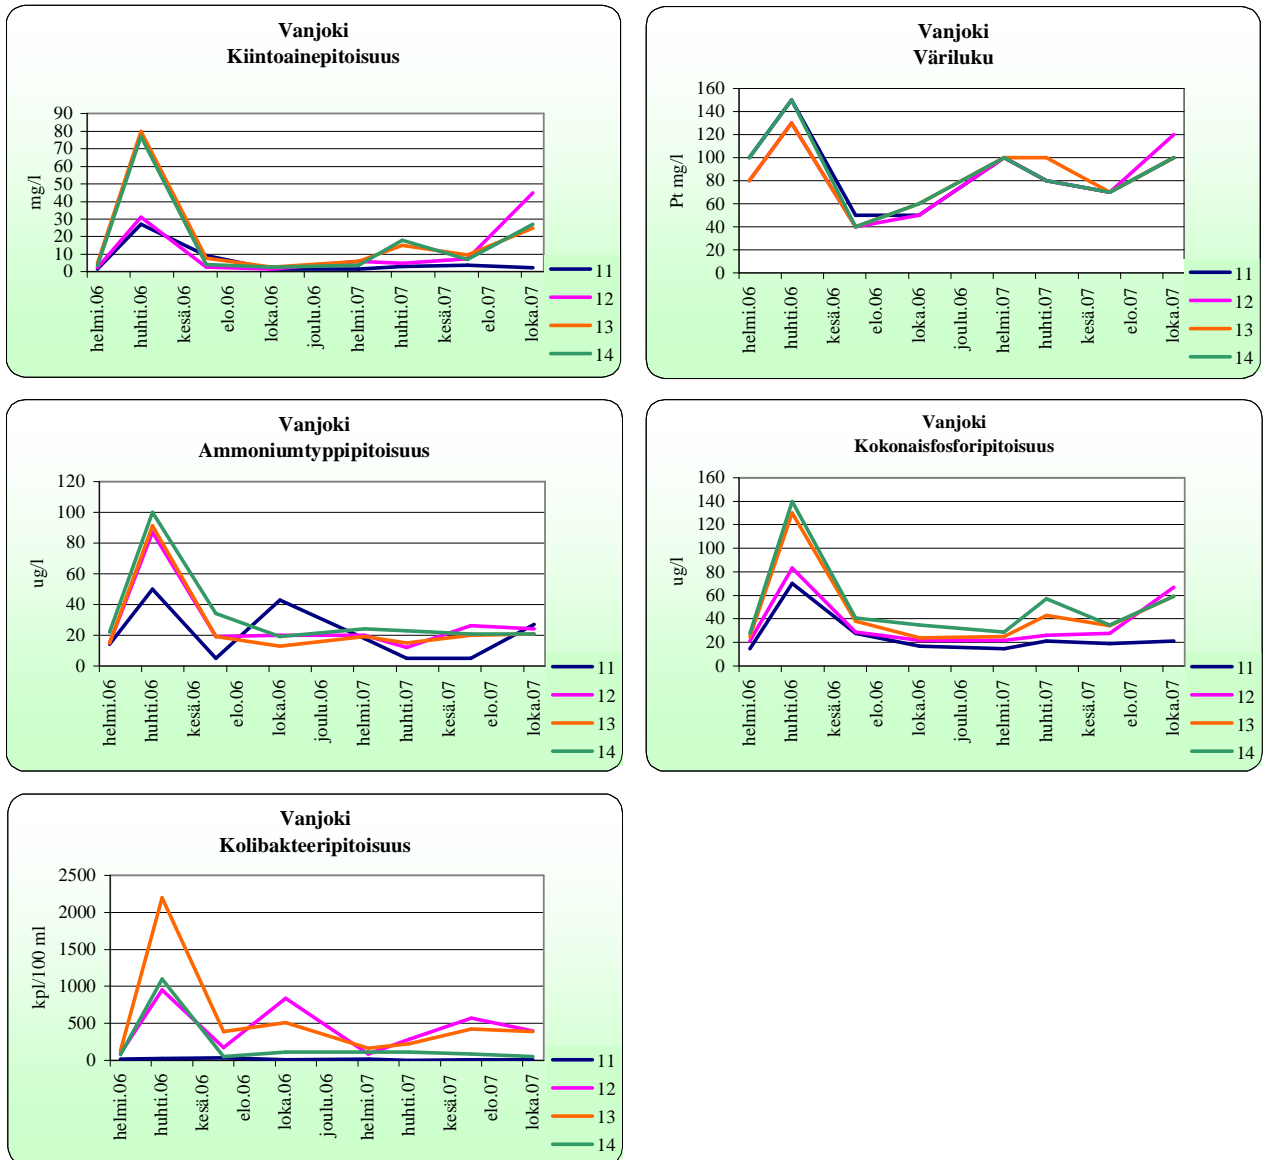 Vanjoki
Kiintoainepitoisuus
90
80
70
60
50
40
30
20
10
0
mg/l
helmi.06
huhti.06
kesä.06
elo.06
loka.06
joulu.06
helmi.07
huhti.07
kesä.07
elo.07
loka.07
11
12
13
14
Vanjoki
Väriluku
160
140
120
100
80
60
40
20
0
Pt mg/l
helmi.06
huhti.06
kesä.06
elo.06
loka.06
joulu.06
helmi.07
huhti.07
kesä.07
elo.07
loka.07
11
12
13
14
Vanjoki
Ammoniumtyppipitoisuus
120
100
80
60
40
20
0
ug/l
helmi.06
huhti.06
kesä.06
elo.06
loka.06
joulu.06
helmi.07
huhti.07
kesä.07
elo.07
loka.07
11
12
13
14
Vanjoki
Kokonaisfosforipitoisuus
160
140
120
100
80
60
40
20
0
ug/l
helmi.06
huhti.06
kesä.06
elo.06
loka.06
joulu.06
helmi.07
huhti.07
kesä.07
elo.07
loka.07
11
12
13
14
Vanjoki
Kolibakteeripitoisuus
2500
2000
1500
1000
500
0
kpl/100 ml
helmi.06
huhti.06
kesä.06
elo.06
loka.06
joulu.06
helmi.07
huhti.07
kesä.07
elo.07
loka.07
11
12
13
14